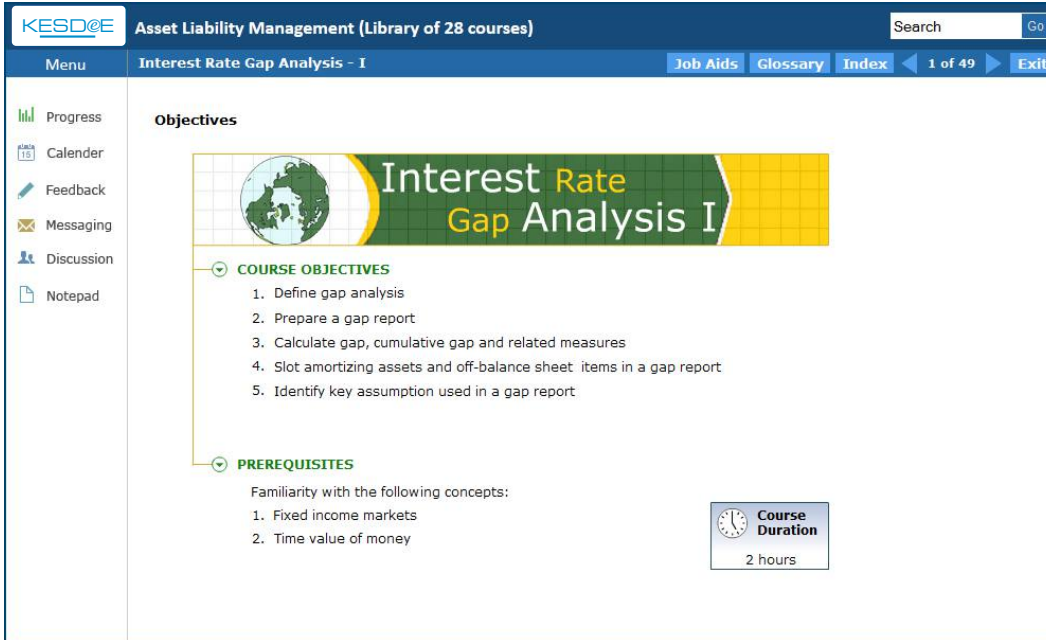 KESD@E
Asset Liability Management (Library of 28 courses)
Search
Go
Menu
Interest Rate Gap Analysis - I
Job Aids
Glossary
Index
1 of 49
Exit
Progress
16
Calender
Feedback
Messaging
Discussion
Notepad
Objectives
Interest Rate
Gap Analysis I
COURSE OBJECTIVES
1. Define gap analysis
2. Prepare a gap report
3. Calculate gap, cumulative gap and related measures
4. Slot amortizing assets and off-balance sheet items in a gap report
5. Identify key assumption used in a gap report
PREREQUISITES
Familiarity with the following concepts:
1. Fixed income markets
2. Time value of money
Course
Duration
2 hours